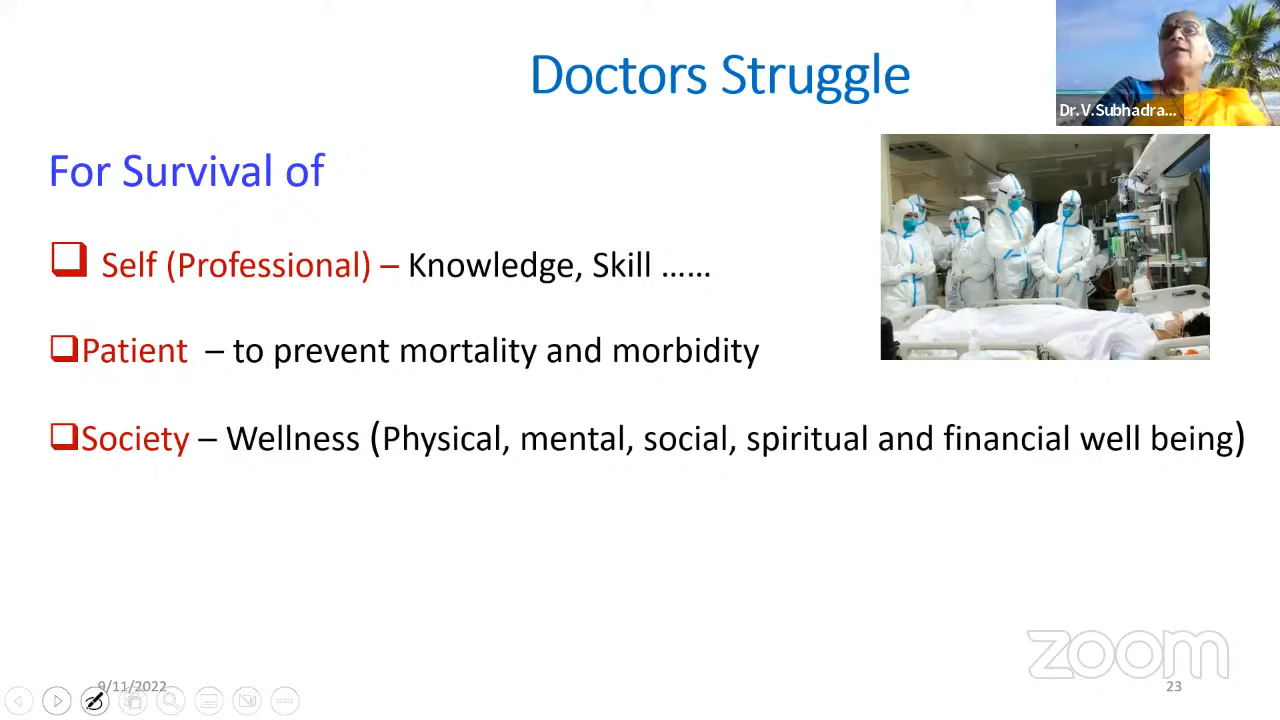 Doctors Struggle
Dr.V.Subhadra...
For Survival of
Self (Professional) – Knowledge, Skill ......
Patient – to prevent mortality and morbidity
Society – Wellness (Physical, mental, social, spiritual and financial well being)
zoom
9/11/2022
23